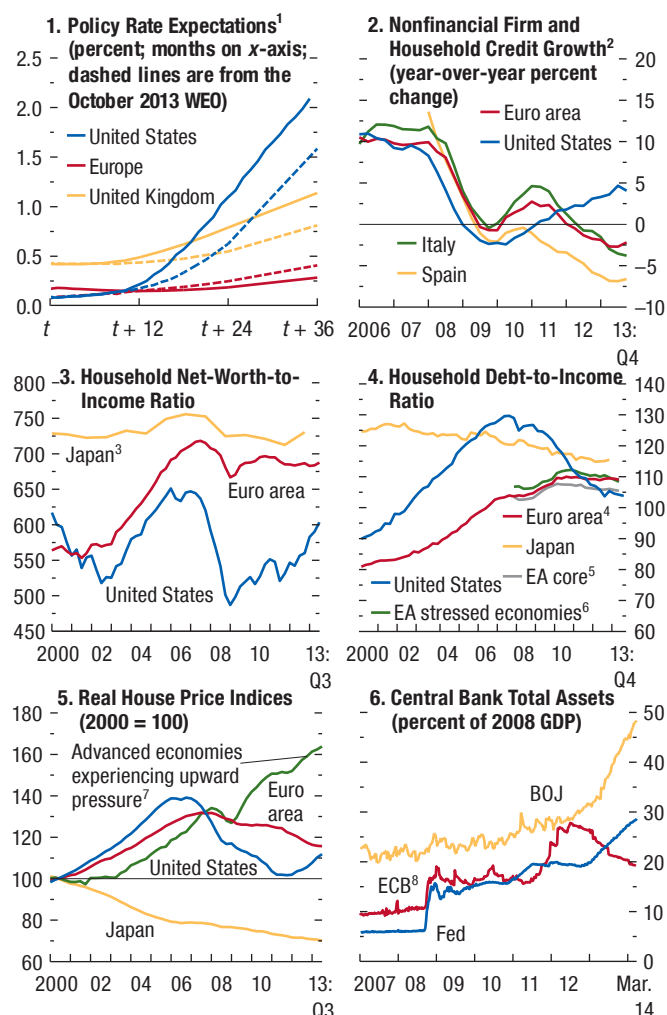 1. Policy Rate Expectations¹
(percent; months on x-axis;
dashed lines are from the
October 2013 WEO)
2.5
2.0
1.5
1.0
0.5
0.0
United States
Europe
United Kingdom
t
t + 12
t + 24
t + 36
2. Nonfinancial Firm and
Household Credit Growth²
(year-over-year percent
change)
20
15
10
5
0
–5
–10
Euro area
United States
Italy
Spain
2006 07 08 09 10 11 12 13:
Q4
3. Household Net-Worth-to-
Income Ratio
800
750
700
650
600
550
500
450
Japan³
Euro area
United States
2000 02 04 06 08 10 13:
Q3
4. Household Debt-to-Income
Ratio
140
130
120
110
100
90
80
70
60
Euro area⁴
Japan
United States
EA core⁵
EA stressed economies⁶
2000 02 04 06 08 10 13:
Q4
5. Real House Price Indices
(2000 = 100)
180
160
140
120
100
80
60
Advanced economies
experiencing upward
pressure⁷
Euro
area
United States
Japan
2000 02 04 06 08 10 13:
Q3
6. Central Bank Total Assets
(percent of 2008 GDP)
60
50
40
30
20
10
0
BOJ
ECB⁸
Fed
2007 08 09 10 11 12 Mar.
14